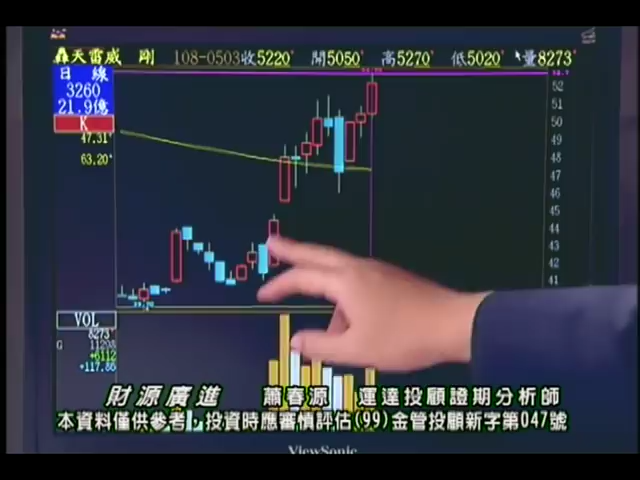 天雷威 剛 108-0503收5220 開5050 高5270 低5020 量8273
日 線
3260
21.9億
K
47.31
63.20
52
51
50
49
48
47
46
45
44
43
42
41
VOL
8273
G 11208
+6112
+117.86
財源廣進 蕭春源 運達投顧證期分析師
本資料僅供參考，投資時應審慎評估(99)金管投顧新字第047號
ViewSonic